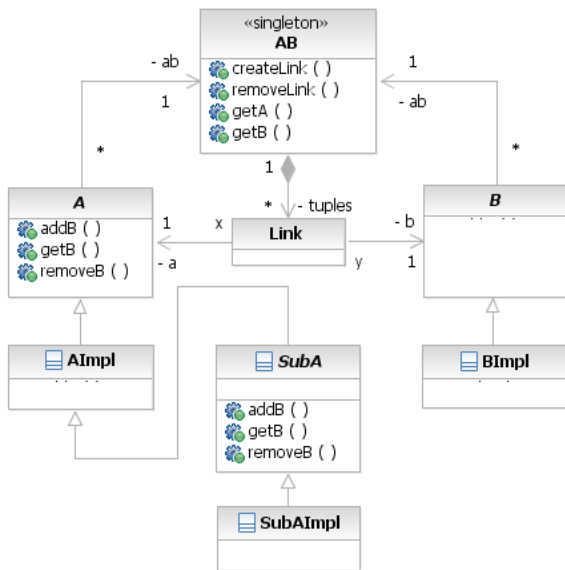 «singleton»
AB
createLink ( )
removeLink ( )
getA ( )
getB ( )
- ab
1
*
1
- ab
*
1
* - tuples
A
addB ( )
getB ( )
removeB ( )
1
- a
x
Link
y
- b
1
B
AImpl
SubA
addB ( )
getB ( )
removeB ( )
BImpl
SubAImpl